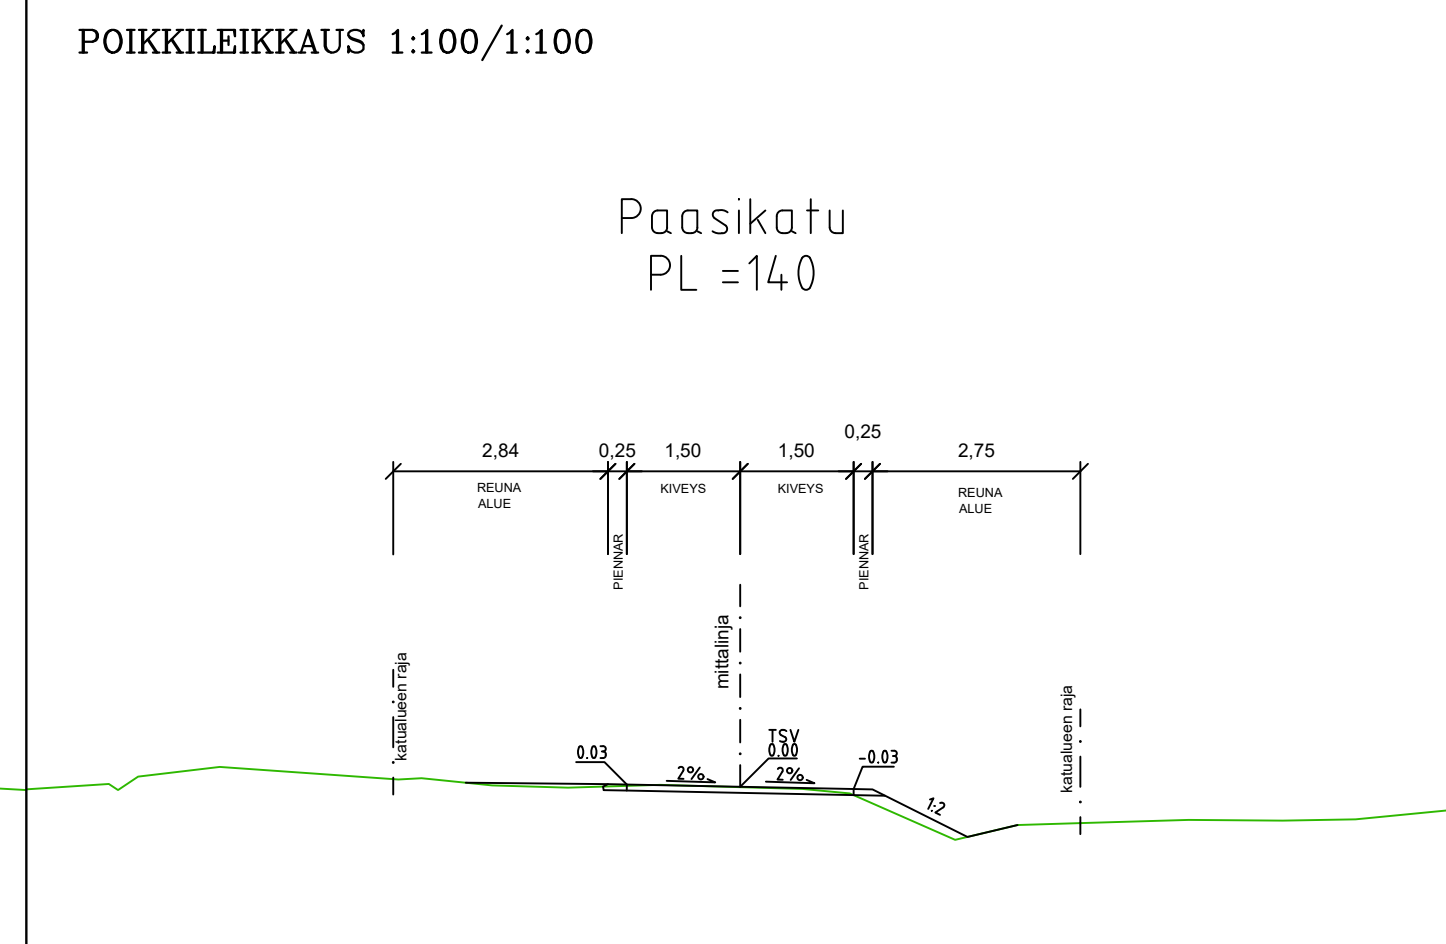 POIKKILEIKKAUS 1:100/1:100
Paasikatu
PL =140
0,25
2,84 0,25 1,50 1,50 2,75
REUNA
ALUE
KIVEYS KIVEYS
REUNA
ALUE
PIENNAR PIENNAR
mittalinja
katualueen raja
katualueen raja
TSV
0.00
0.03
-0.03
2% 2%
1:2